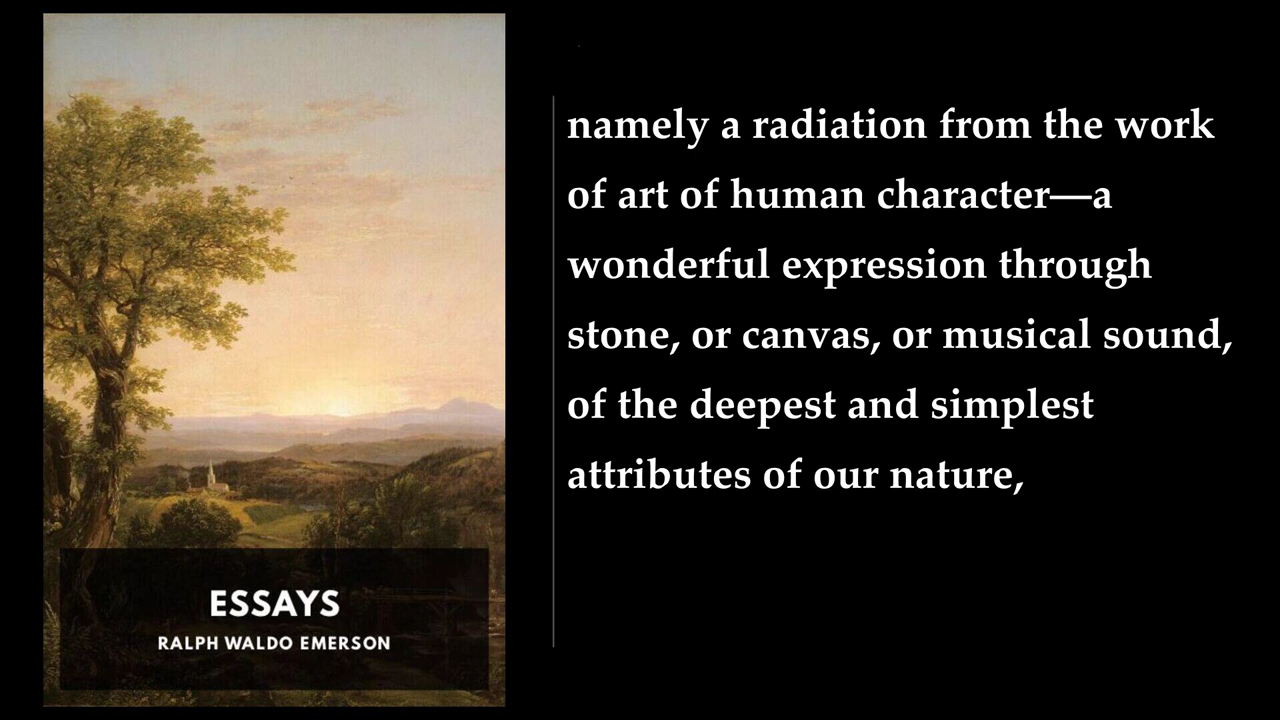 namely a radiation from the work
of art of human character—a
wonderful expression through
stone, or canvas, or musical sound,
of the deepest and simplest
attributes of our nature,
ESSAYS
RALPH WALDO EMERSON